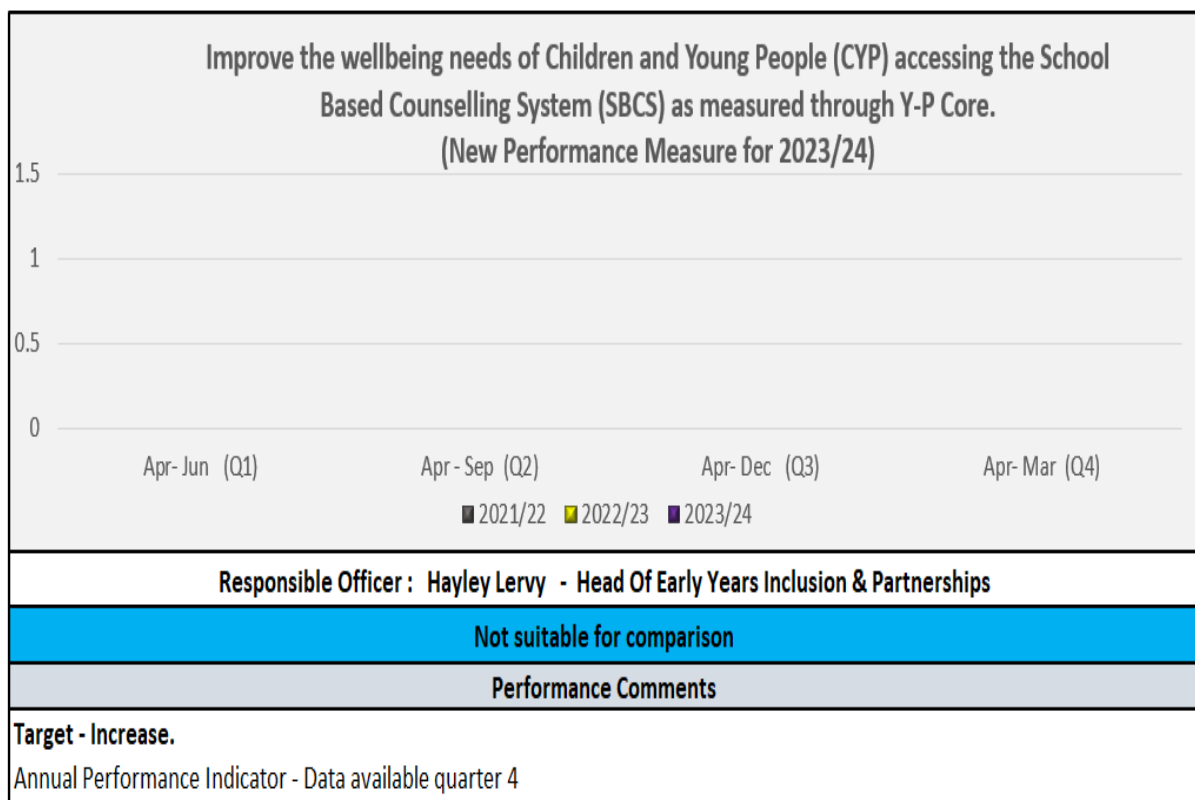 Improve the wellbeing needs of Children and Young People (CYP) accessing the School
Based Counselling System (SBCS) as measured through Y-P Core.
(New Performance Measure for 2023/24)
1.5
1
0.5
0
Apr- Jun (Q1) Apr - Sep (Q2) Apr- Dec (Q3) Apr- Mar (Q4)
2021/22 2022/23 2023/24
Responsible Officer : Hayley Lervy - Head Of Early Years Inclusion & Partnerships
Not suitable for comparison
Performance Comments
Target - Increase.
Annual Performance Indicator - Data available quarter 4